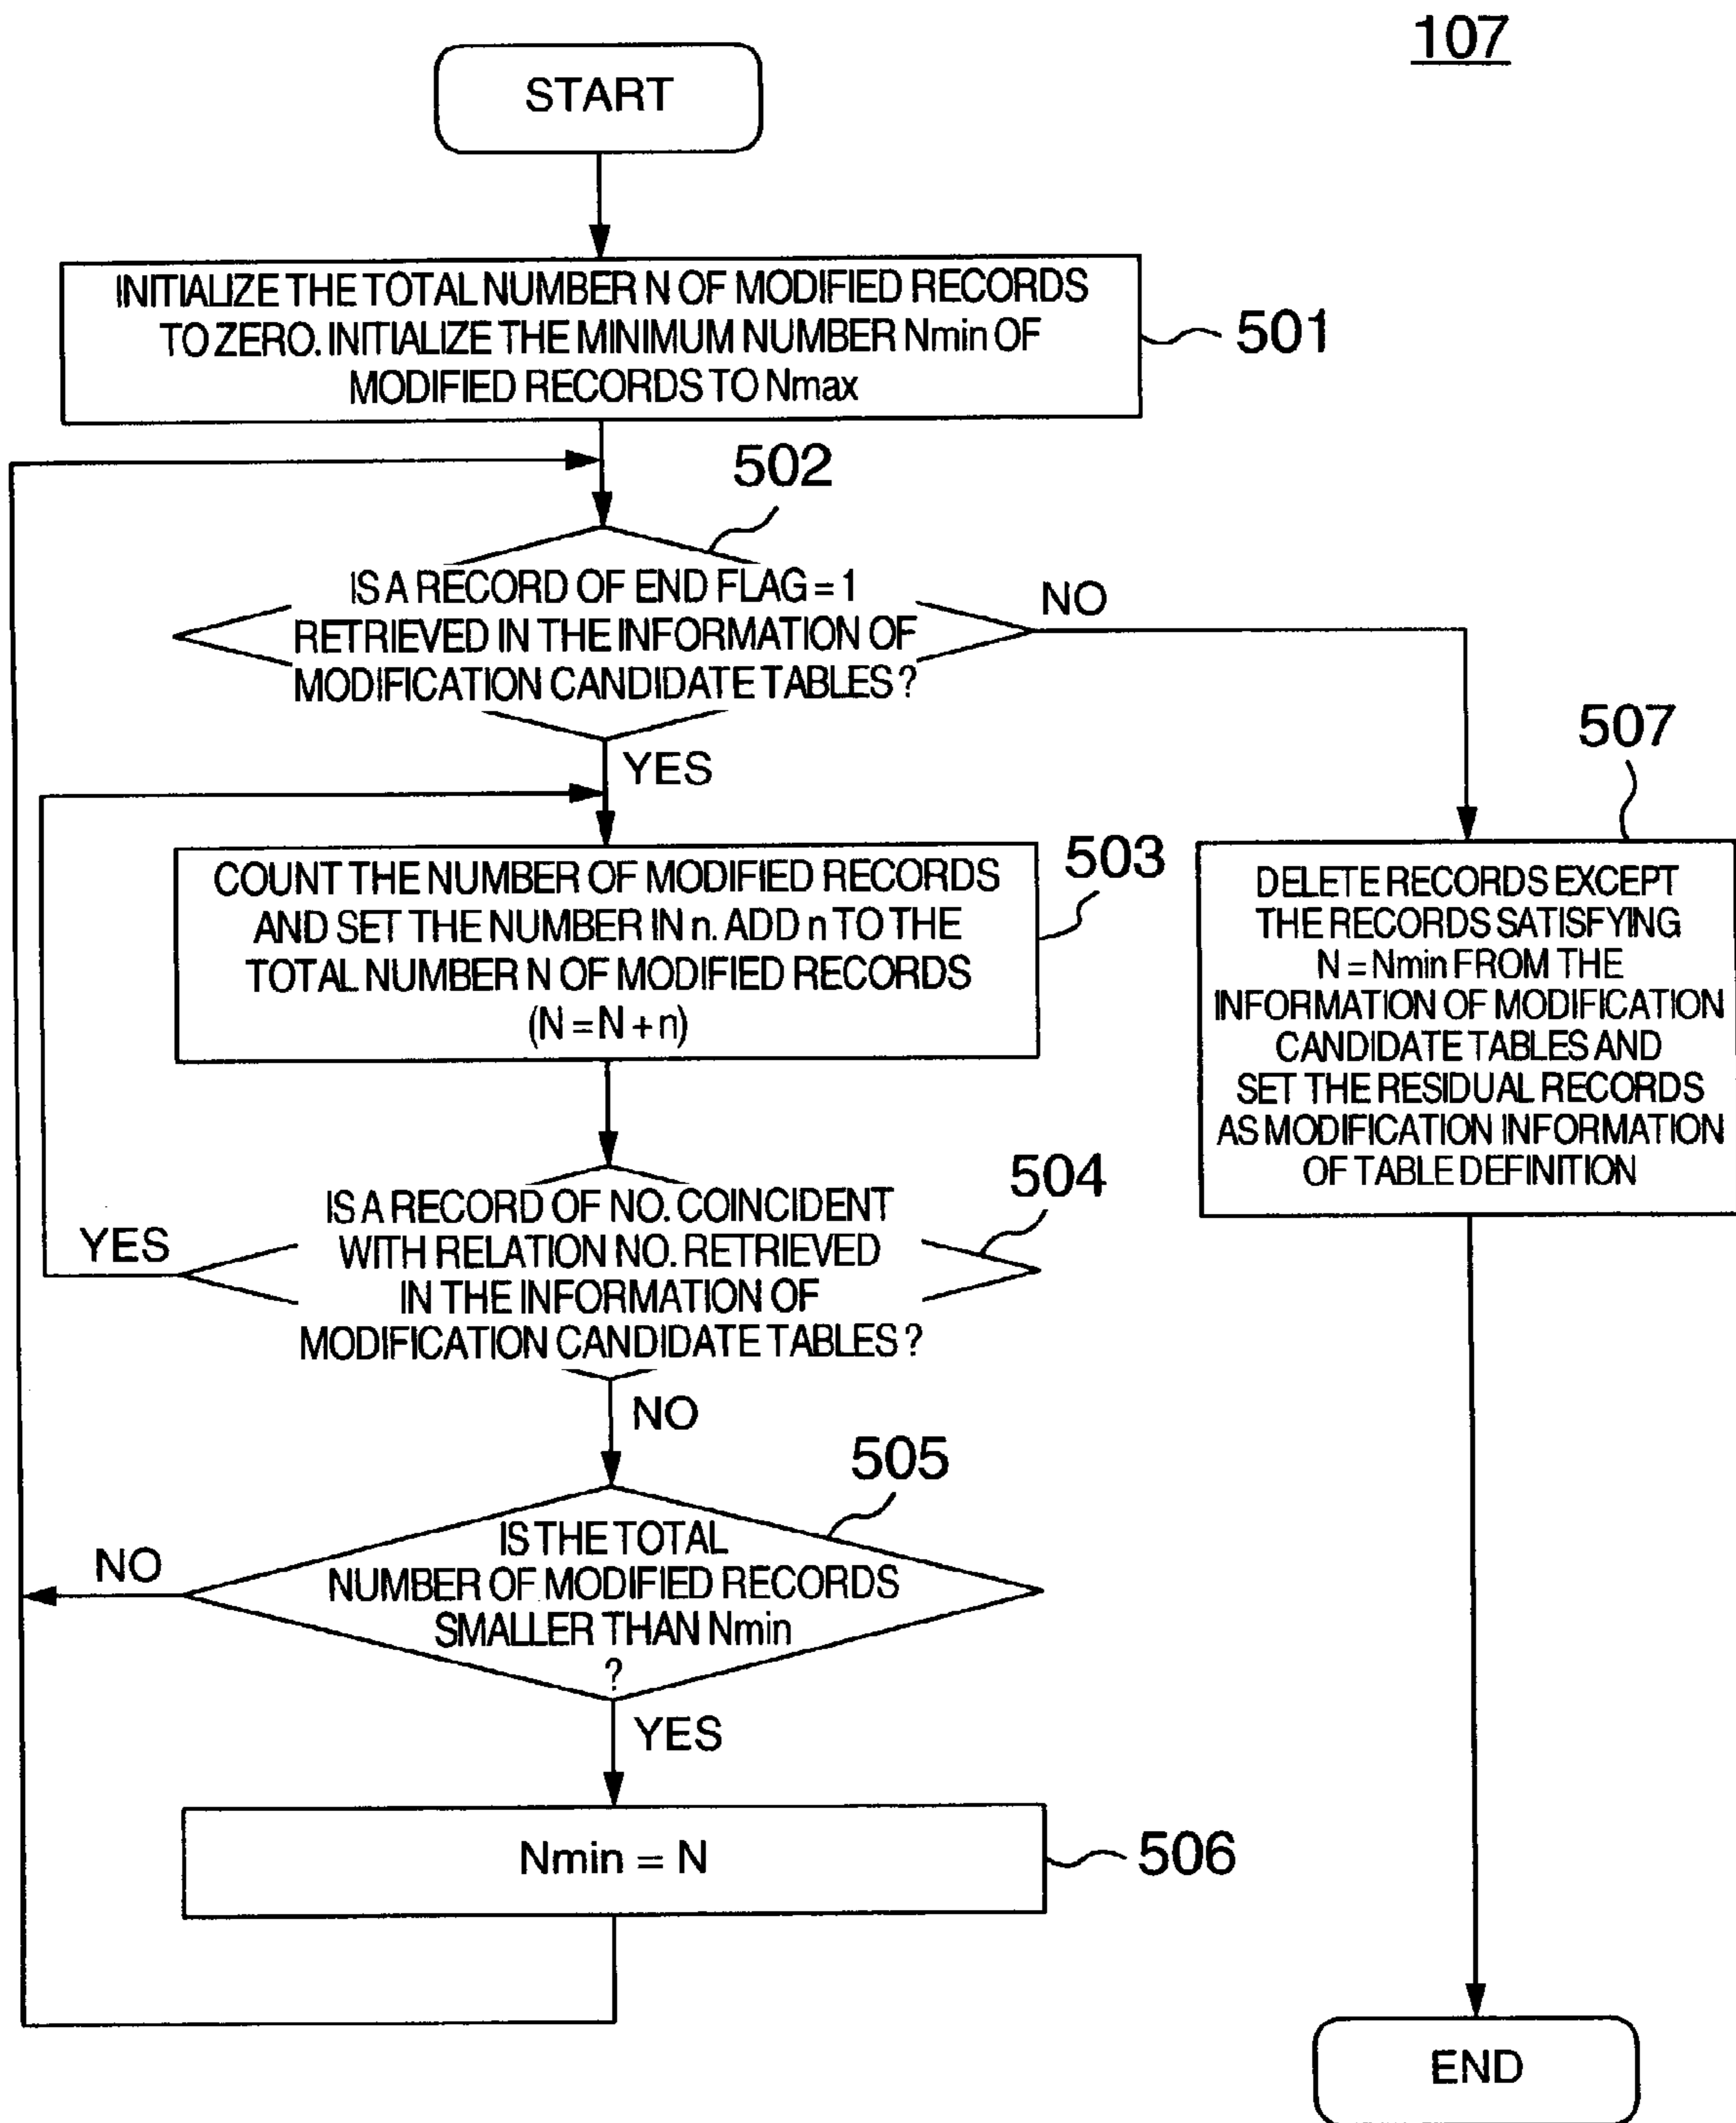 107
START
INITIALIZE THE TOTAL NUMBER N OF MODIFIED RECORDS
TO ZERO. INITIALIZE THE MINIMUM NUMBER Nmin OF
MODIFIED RECORDS TO Nmax
501
502
IS A RECORD OF END FLAG = 1
RETRIEVED IN THE INFORMATION OF
MODIFICATION CANDIDATE TABLES ?
NO
YES
507
COUNT THE NUMBER OF MODIFIED RECORDS
AND SET THE NUMBER IN n. ADD n TO THE
TOTAL NUMBER N OF MODIFIED RECORDS
(N = N + n)
503
DELETE RECORDS EXCEPT
THE RECORDS SATISFYING
N = Nmin FROM THE
INFORMATION OF MODIFICATION
CANDIDATE TABLES AND
SET THE RESIDUAL RECORDS
AS MODIFICATION INFORMATION
OF TABLE DEFINITION
504
IS A RECORD OF NO. COINCIDENT
WITH RELATION NO. RETRIEVED
IN THE INFORMATION OF
MODIFICATION CANDIDATE TABLES ?
YES
NO
505
IS THE TOTAL
NUMBER OF MODIFIED RECORDS
SMALLER THAN Nmin
?
NO
YES
Nmin = N
506
END